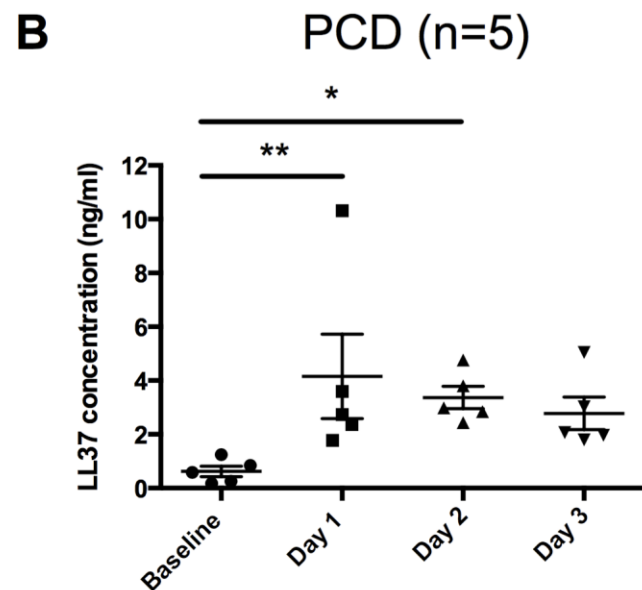 B
PCD (n=5)
*
**
LL37 concentration (ng/ml)
12
10
8
6
4
2
0
Baseline
Day 1
Day 2
Day 3